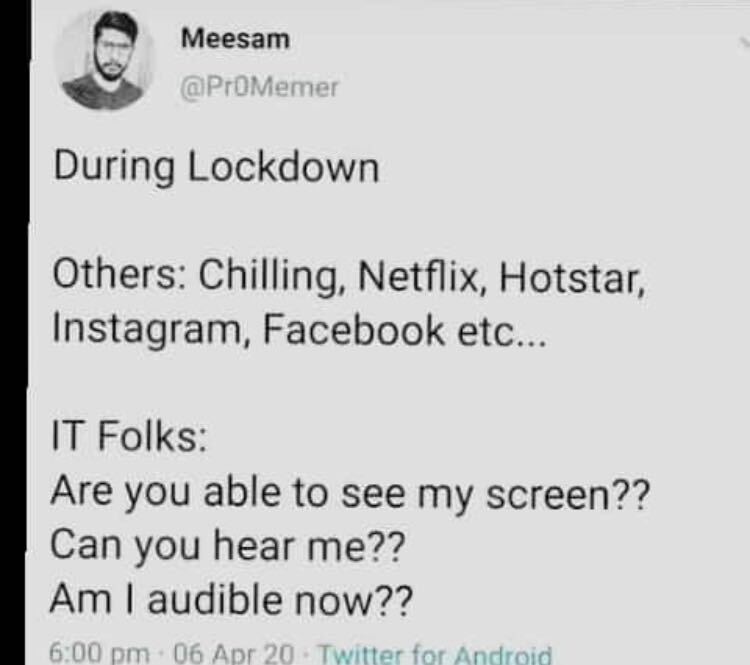 Meesam
@Pr0Memer
During Lockdown
Others: Chilling, Netflix, Hotstar,
Instagram, Facebook etc...
IT Folks:
Are you able to see my screen??
Can you hear me??
Am I audible now??
6:00 pm · 06 Apr 20 · Twitter for Android